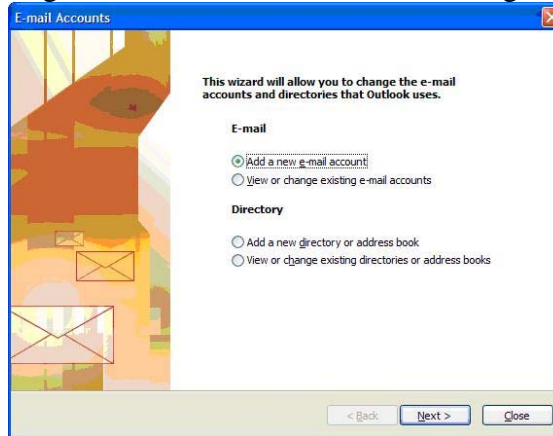 E-mail Accounts
This wizard will allow you to change the e-mail
accounts and directories that Outlook uses.
E-mail
Add a new e-mail account
View or change existing e-mail accounts
Directory
Add a new directory or address book
View or change existing directories or address books
< Back Next > Close